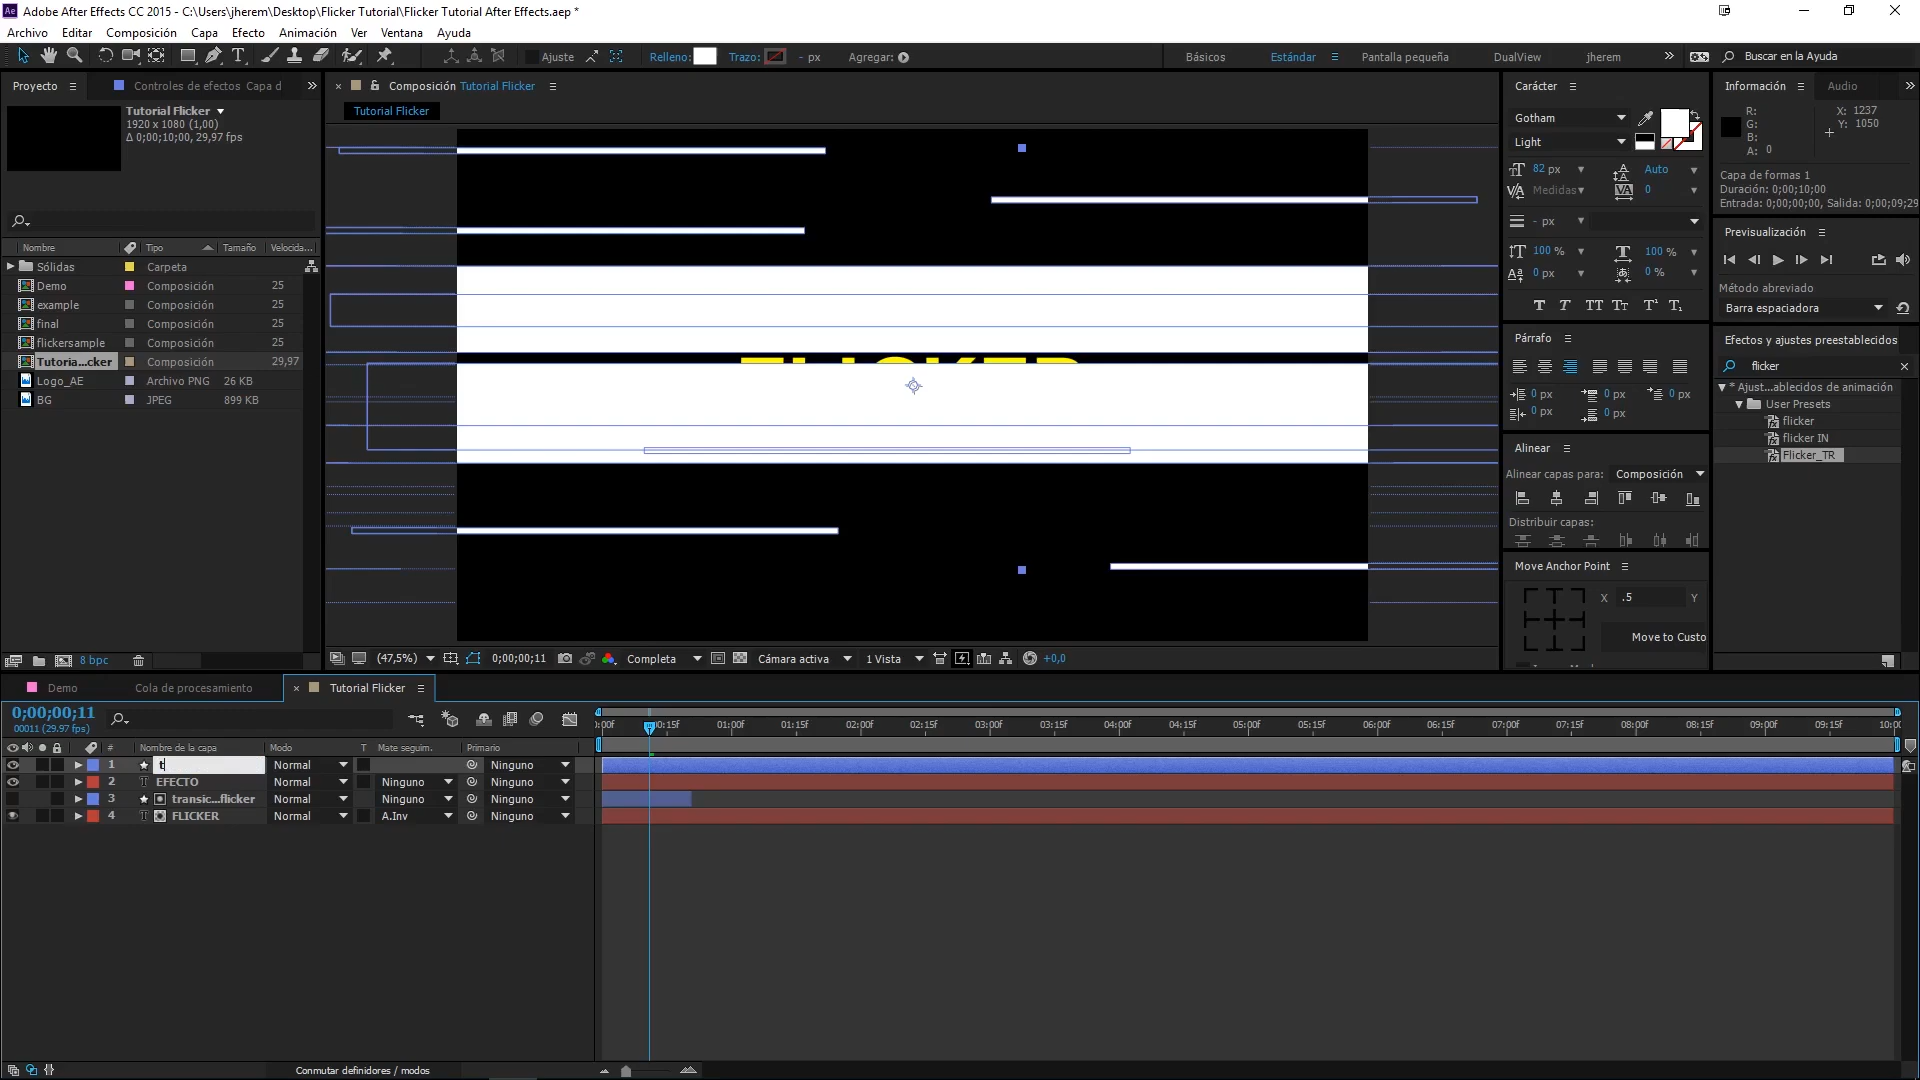 Adobe After Effects CC 2015 - C:\Users\jherem\Desktop\Flicker Tutorial\Flicker Tutorial After Effects.aep *
Archivo Editar Composición Capa Efecto Animación Ver Ventana Ayuda
Ajuste Relleno: Trazo: - px Agregar: Básicos Estándar Pantalla pequeña DualView jherem Buscar en la Ayuda
Proyecto Controles de efectos Capa d
Tutorial Flicker
1920 x 1080 (1,00)
Δ 0;00;10;00, 29,97 fps
Nombre Tipo Tamaño Velocida...
Sólidas Carpeta
Demo Composición 25
example Composición 25
final Composición 25
flickersample Composición 25
Tutoria...cker Composición 29,97
Logo_AE Archivo PNG 26 KB
BG JPEG 899 KB
8 bpc
Composición Tutorial Flicker
Tutorial Flicker
(47,5%) 0;00;00;11 Completa Cámara activa 1 Vista +0,0
Carácter
Gotham
Light
82 px Auto
Medidas 0
- px
100 % 100 %
0 px 0 %
Párrafo
0 px 0 px 0 px
0 px 0 px
Alinear
Alinear capas para: Composición
Distribuir capas:
Move Anchor Point
X .5 Y
Move to Custo
Información Audio
R: X: 1237
G: Y: 1050
B:
A: 0
Capa de formas 1
Duración: 0;00;10;00
Entrada: 0;00;00;00, Salida: 0;00;09;29
Previsualización
Método abreviado
Barra espaciadora
Efectos y ajustes preestablecidos
flicker
* Ajust...ablecidos de animación
User Presets
flicker
flicker IN
Flicker_TR
Demo Cola de procesamiento Tutorial Flicker
0;00;00;11
00011 (29.97 fps)
):00f 00:15f 01:00f 01:15f 02:00f 02:15f 03:00f 03:15f 04:00f 04:15f 05:00f 05:15f 06:00f 06:15f 07:00f 07:15f 08:00f 08:15f 09:00f 09:15f 10:00
# Nombre de la capa Modo T Mate seguim. Primario
1 t Normal Ninguno
2 EFECTO Normal Ninguno Ninguno
3 transic...flicker Normal Ninguno Ninguno
4 FLICKER Normal A.Inv Ninguno
Conmutar definidores / modos